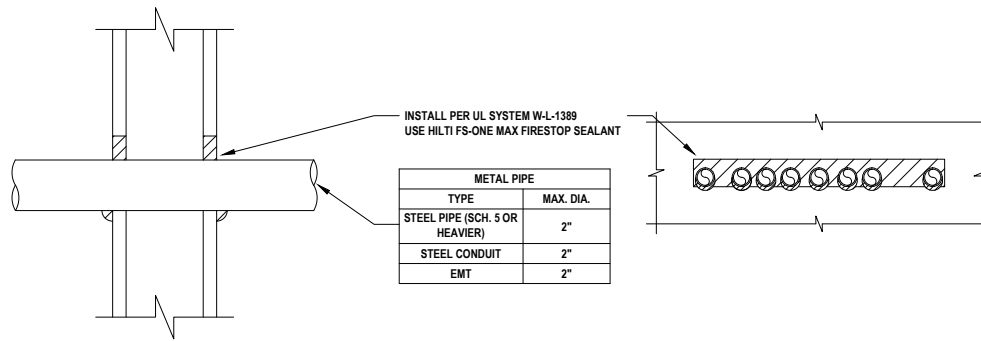 INSTALL PER UL SYSTEM W-L-1389
USE HILTI FS-ONE MAX FIRESTOP SEALANT
METAL PIPE
TYPE MAX. DIA.
STEEL PIPE (SCH. 5 OR
HEAVIER) 2"
STEEL CONDUIT 2"
EMT 2"